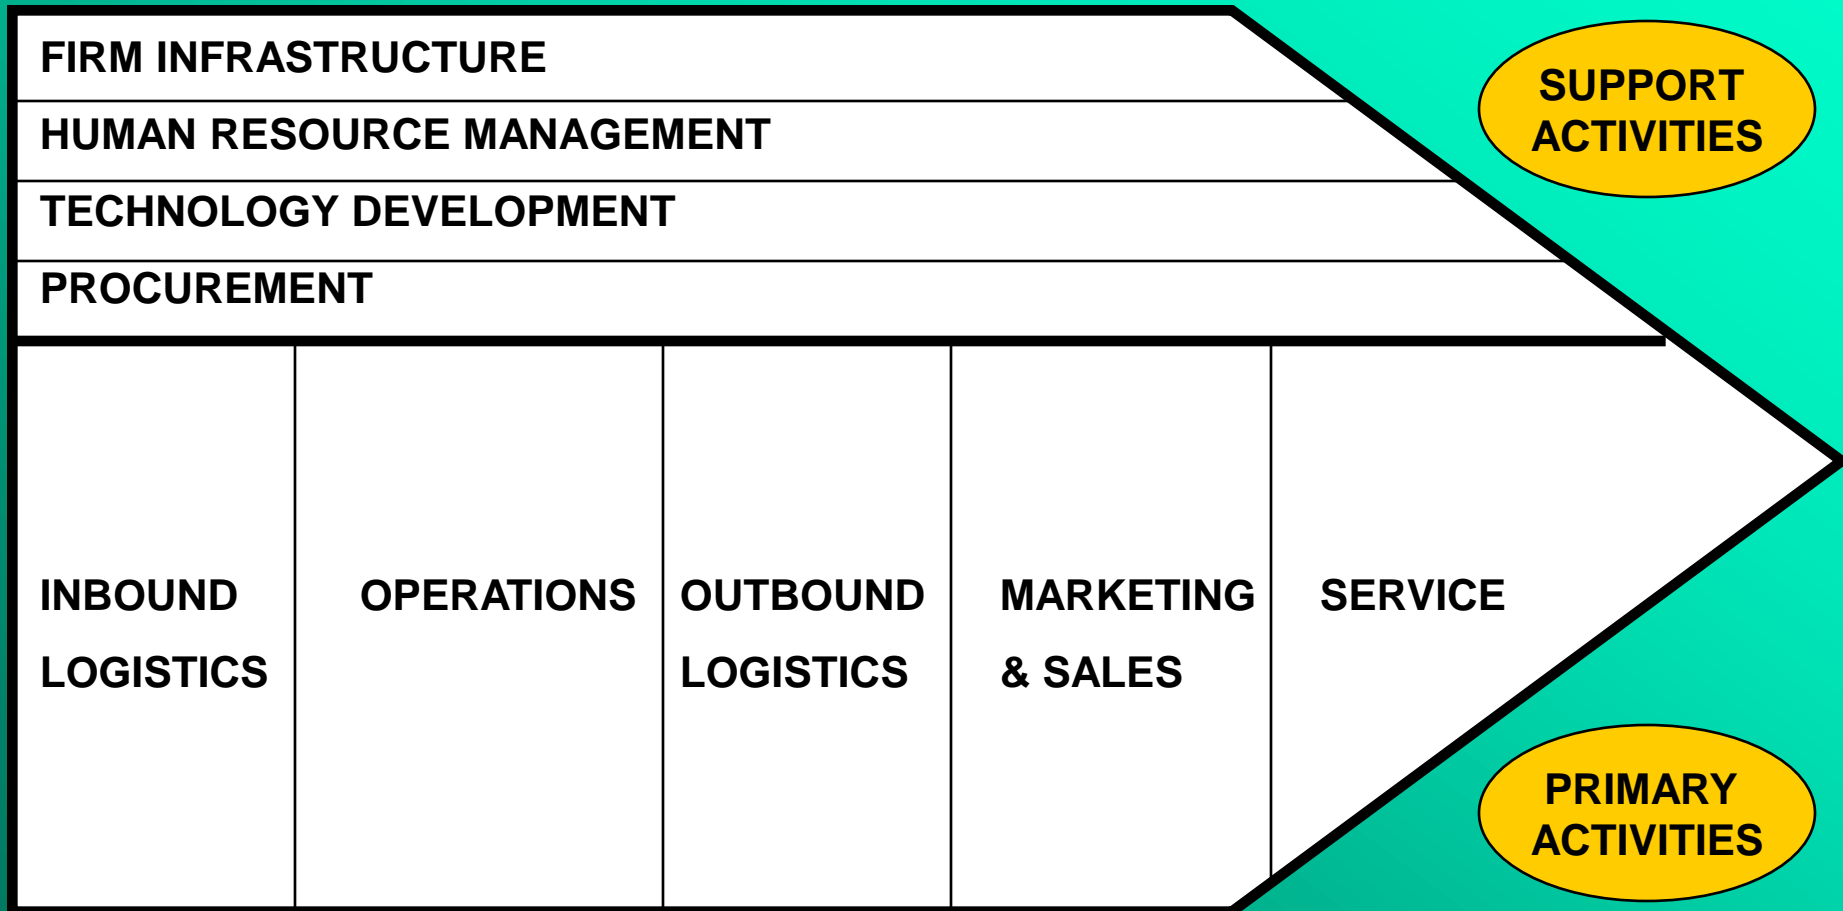 FIRM INFRASTRUCTURE
HUMAN RESOURCE MANAGEMENT
TECHNOLOGY DEVELOPMENT
PROCUREMENT
SUPPORT
ACTIVITIES
INBOUND
LOGISTICS
OPERATIONS
OUTBOUND
LOGISTICS
MARKETING
& SALES
SERVICE
PRIMARY
ACTIVITIES